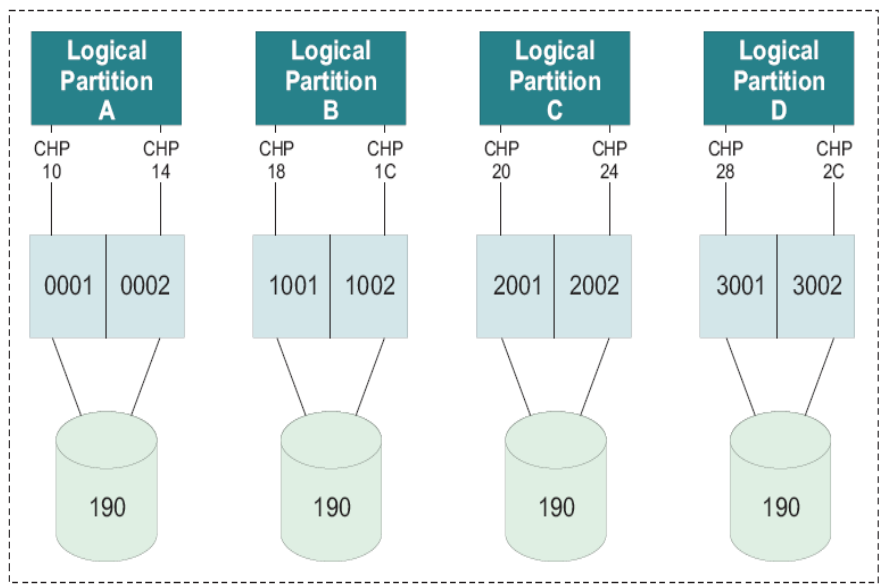 Logical
Partition
A
Logical
Partition
B
Logical
Partition
C
Logical
Partition
D
CHP
10
CHP
14
CHP
18
CHP
1C
CHP
20
CHP
24
CHP
28
CHP
2C
0001
0002
1001
1002
2001
2002
3001
3002
190
190
190
190